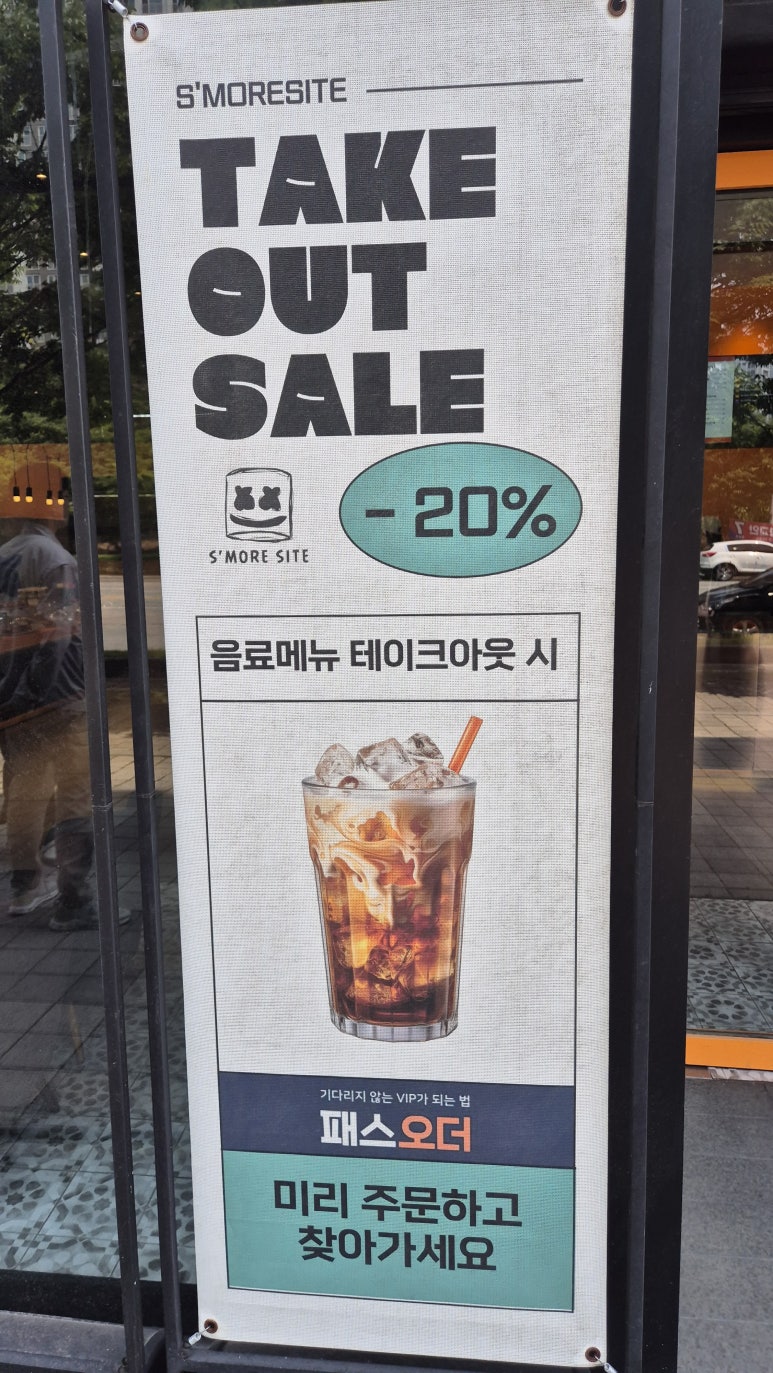 S'MORESITE
TAKE
OUT
SALE
- 20%
S'MORE SITE
음료메뉴 테이크아웃 시
기다리지 않는 VIP가 되는 법
패스오더
미리 주문하고
찾아가세요